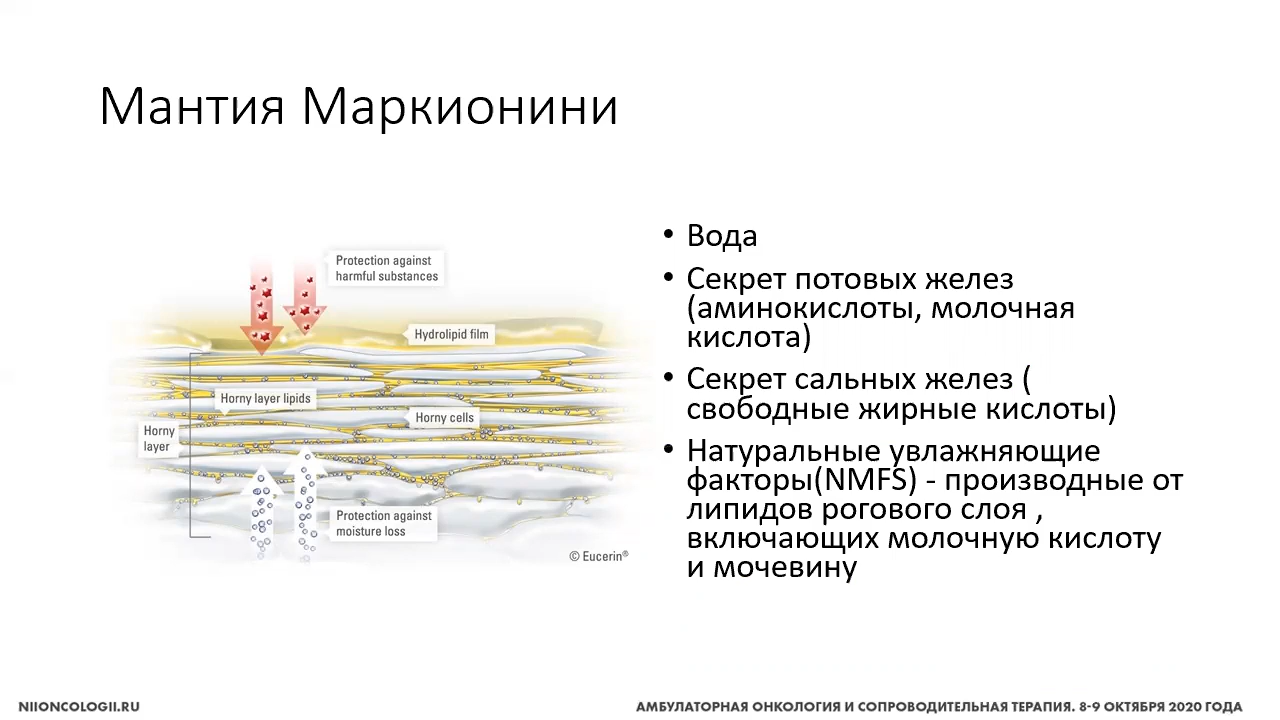 Мантия Маркионини
Protection against
harmful substances
Hydrolipid film
Horny layer lipids
Horny cells
Horny
layer
Protection against
moisture loss
© Eucerin®
• Вода
• Секрет потовых желез
(аминокислоты, молочная
кислота)
• Секрет сальных желез (
свободные жирные кислоты)
• Натуральные увлажняющие
факторы(NMFS) - производные от
липидов рогового слоя ,
включающих молочную кислоту
и мочевину
NIIONCOLOGII.RU
АМБУЛАТОРНАЯ ОНКОЛОГИЯ И СОПРОВОДИТЕЛЬНАЯ ТЕРАПИЯ. 8-9 ОКТЯБРЯ 2020 ГОДА